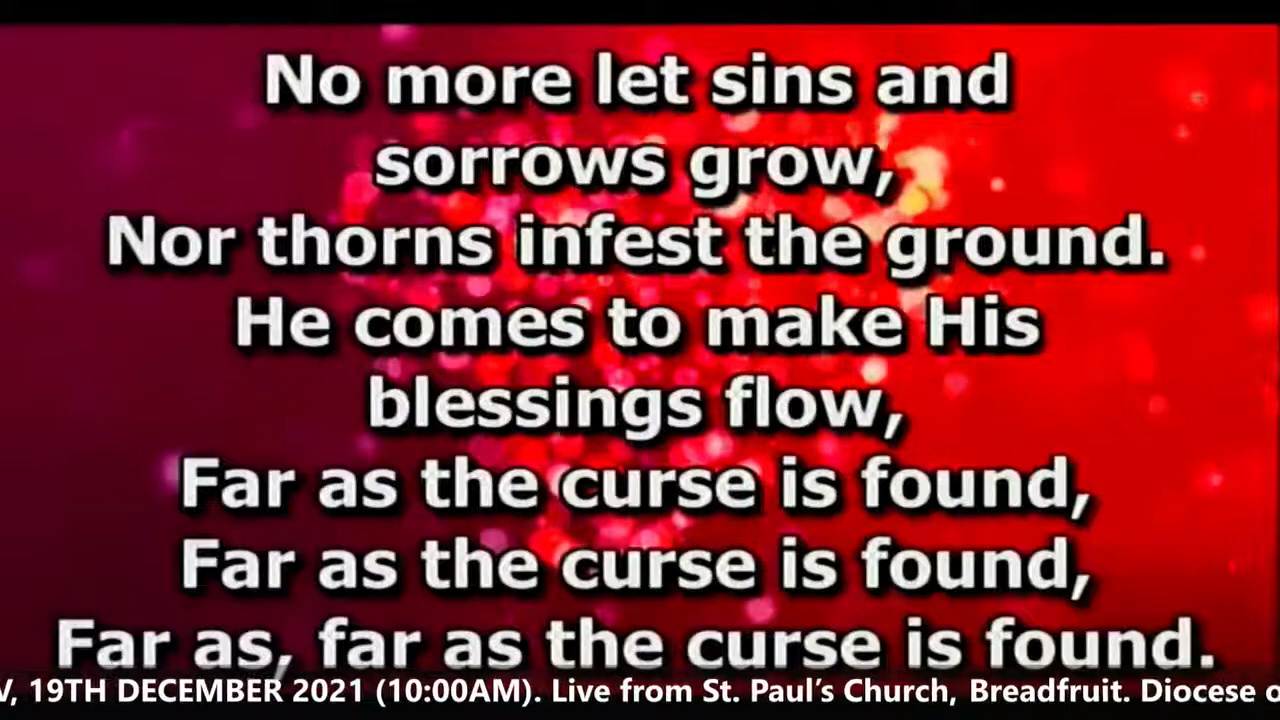 No more let sins and
sorrows grow,
Nor thorns infest the ground.
He comes to make His
blessings flow,
Far as the curse is found,
Far as the curse is found,
Far as, far as the curse is found.
19TH DECEMBER 2021 (10:00AM). Live from St. Paul’s Church, Breadfruit. Diocese